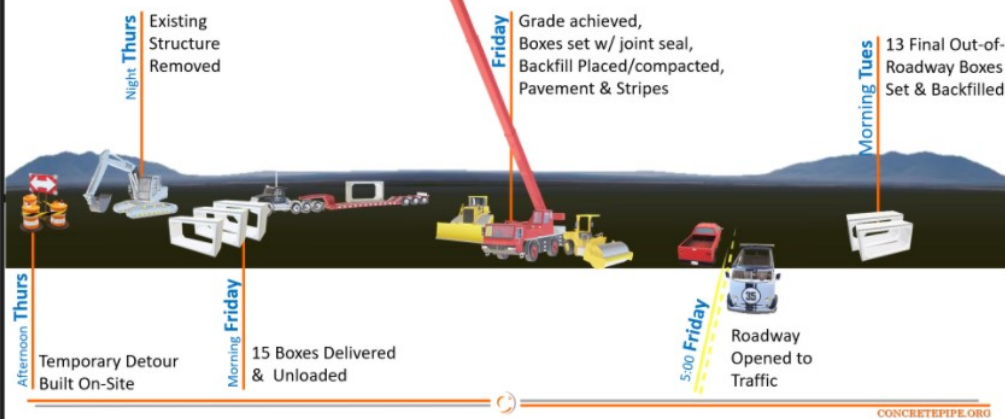 Night Thurs
Existing
Structure
Removed
Friday
Grade achieved,
Boxes set w/ joint seal,
Backfill Placed/compacted,
Pavement & Stripes
Morning Tues
13 Final Out-of-
Roadway Boxes
Set & Backfilled
Afternoon Thurs
Temporary Detour
Built On-Site
Morning Friday
15 Boxes Delivered
& Unloaded
5:00 Friday
35
Roadway
Opened to
Traffic
CONCRETEPIPE.ORG